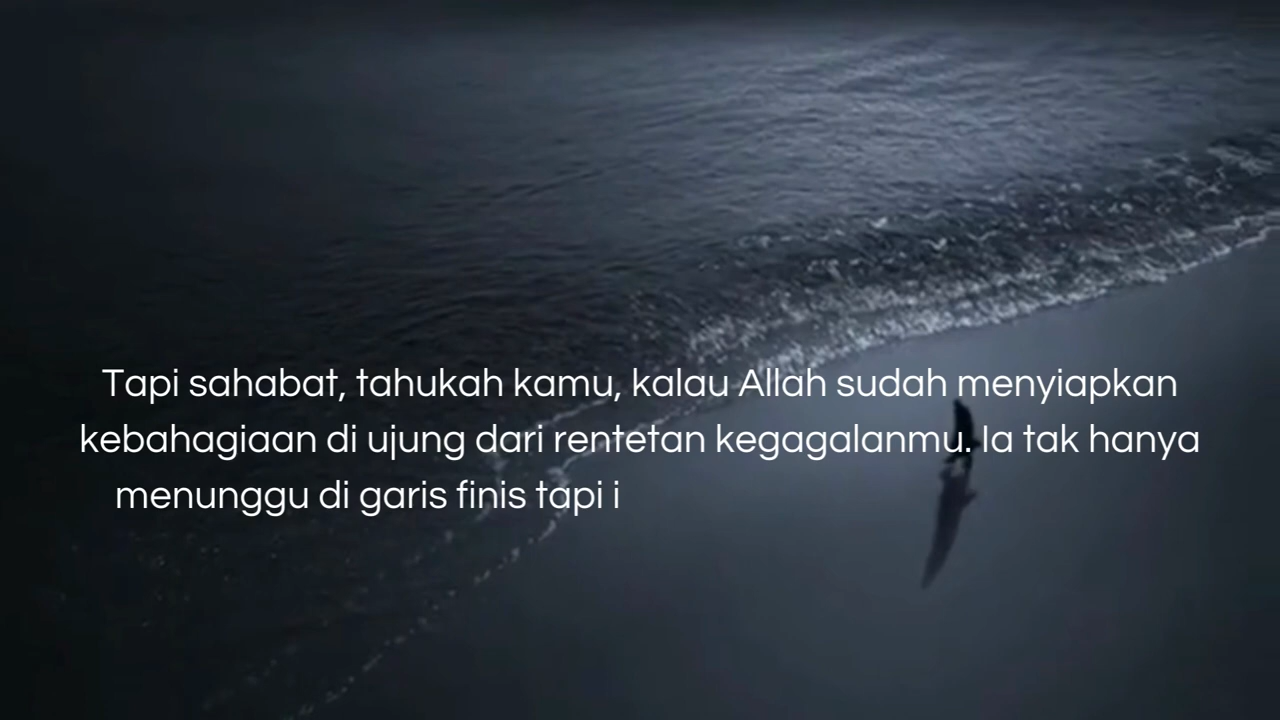 Tapi sahabat, tahukah kamu, kalau Allah sudah menyiapkan
kebahagiaan di ujung dari rentetan kegagalanmu. Ia tak hanya
menunggu di garis finis tapi i